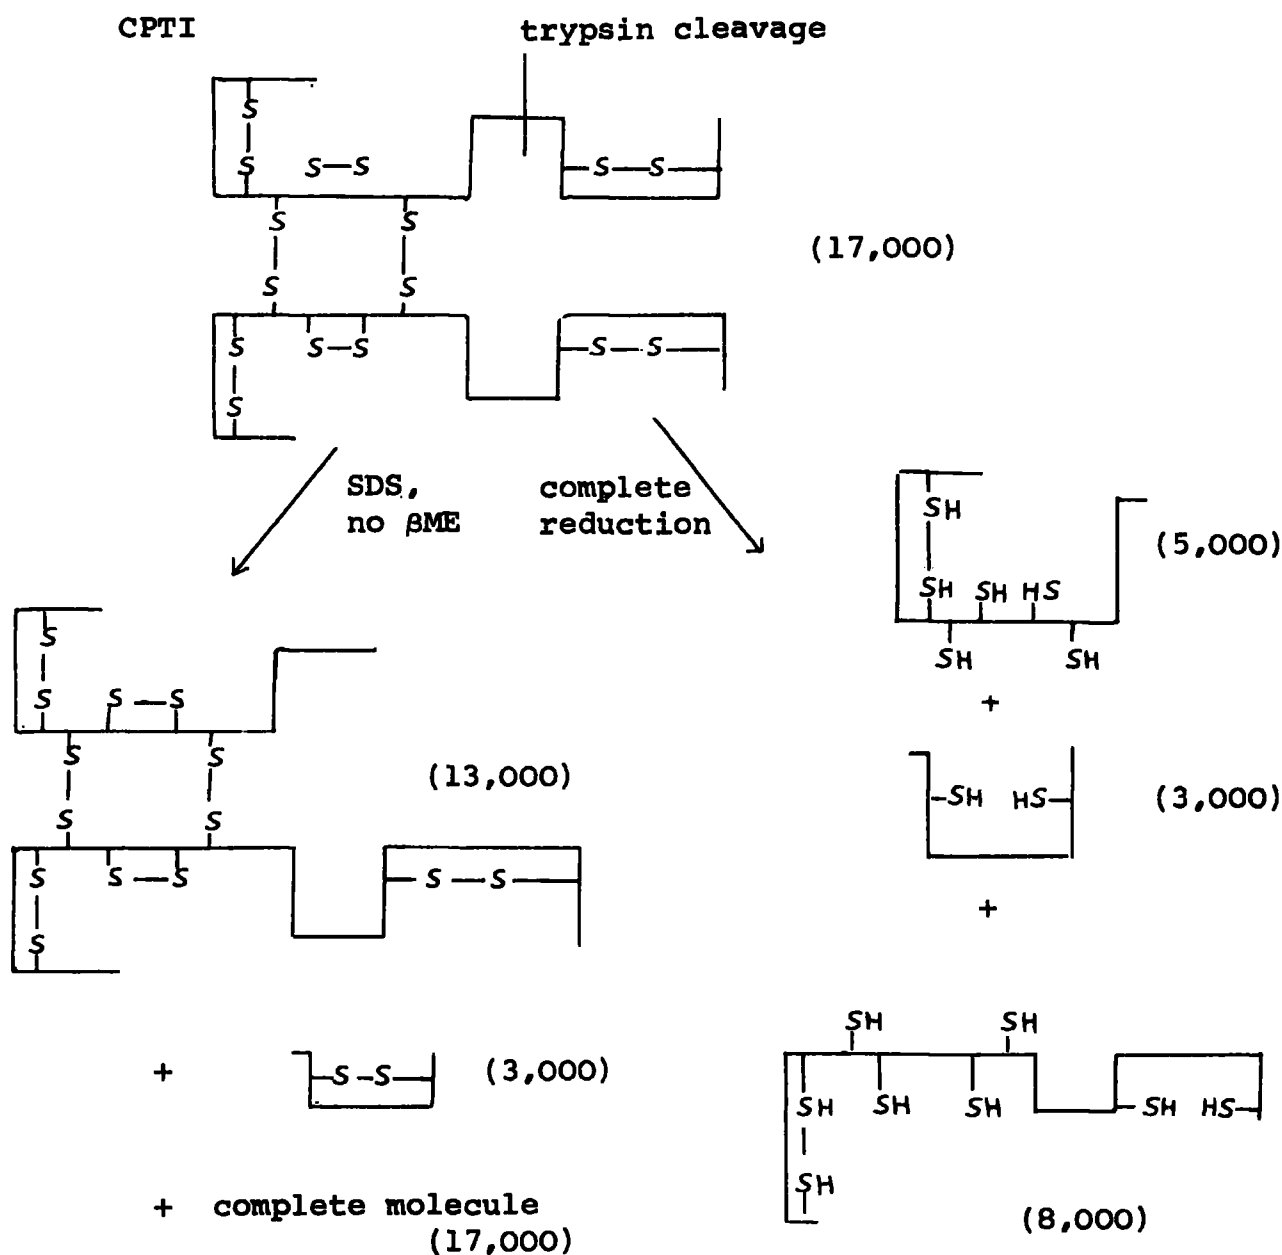 CPTI
trypsin cleavage
S
S S—S —S—S—
S S
(17,000)
S S
S S—S —S—S—
S
SDS,
no βME
complete
reduction
SH
(5,000)
SH SH HS
SH SH
+
S
S S—S
S S
(13,000)
SH HS
(3,000)
S S
S S—S S—S
+
S
SH SH
+ S-S (3,000)
SH SH SH SH HS
SH
+ complete molecule
(17,000)
(8,000)